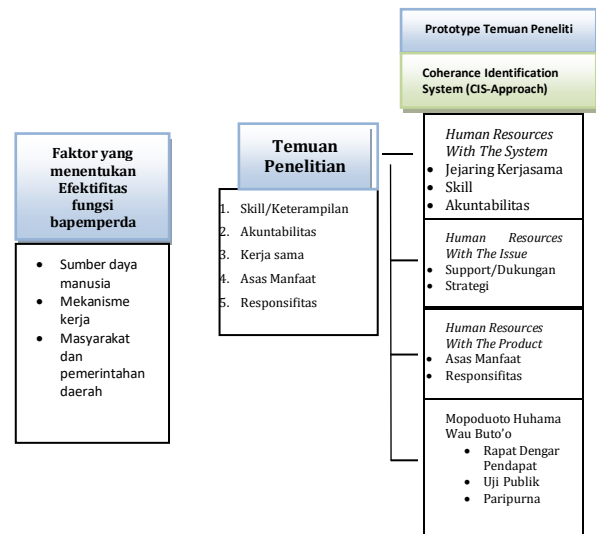 Faktor yang
menentukan
Efektifitas
fungsi
bapemperda
• Sumber daya
manusia
• Mekanisme
kerja
• Masyarakat
dan
pemerintahan
daerah
Temuan
Penelitian
1. Skill/Keterampilan
2. Akuntabilitas
3. Kerja sama
4. Asas Manfaat
5. Responsifitas
Prototype Temuan Peneliti
Coherance Identification
System (CIS-Approach)
Human Resources
With The System
• Jejaring Kerjasama
• Skill
• Akuntabilitas
Human Resources
With The Issue
• Support/Dukungan
• Strategi
Human Resources
With The Product
• Asas Manfaat
• Responsifitas
Mopoduoto Huhama
Wau Buto’o
• Rapat Dengar
Pendapat
• Uji Publik
• Paripurna